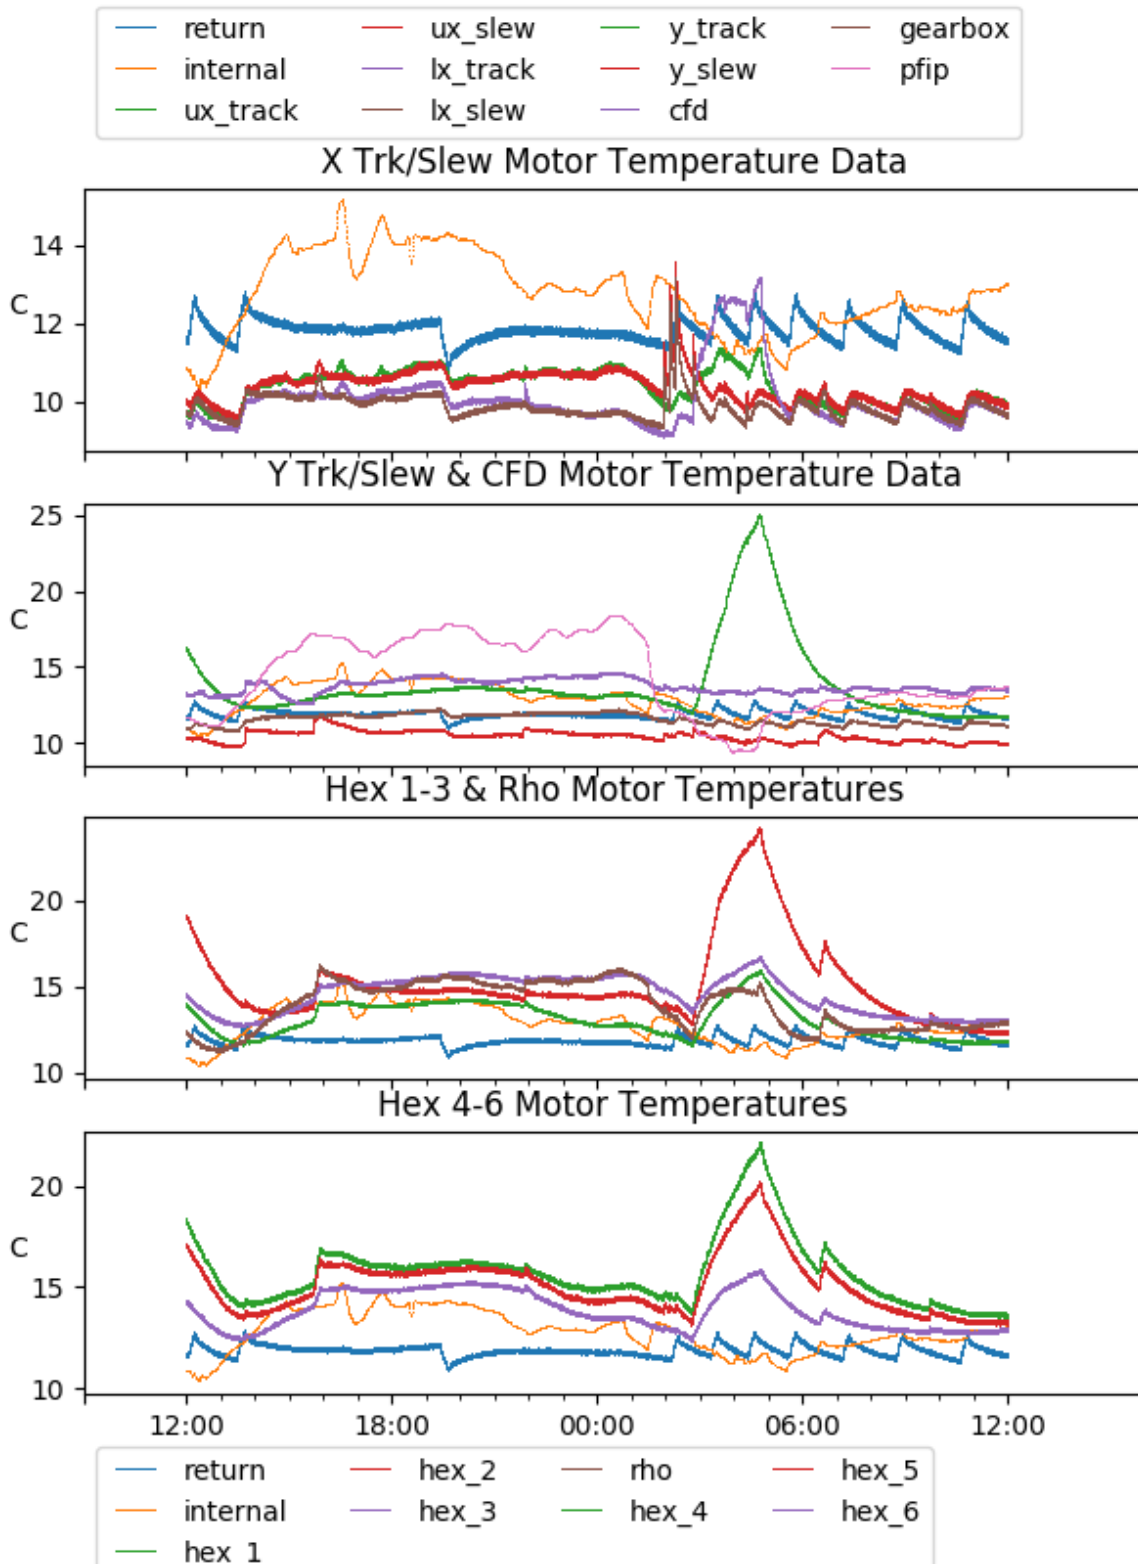 return ux_slew y_track gearbox
internal lx_track y_slew pfip
ux_track lx_slew cfd
X Trk/Slew Motor Temperature Data
14
C
12
10
Y Trk/Slew & CFD Motor Temperature Data
25
20
C
15
10
Hex 1-3 & Rho Motor Temperatures
20
C
15
10
Hex 4-6 Motor Temperatures
20
C
15
10
12:00 18:00 00:00 06:00 12:00
return hex_2 rho hex_5
internal hex_3 hex_4 hex_6
hex_1